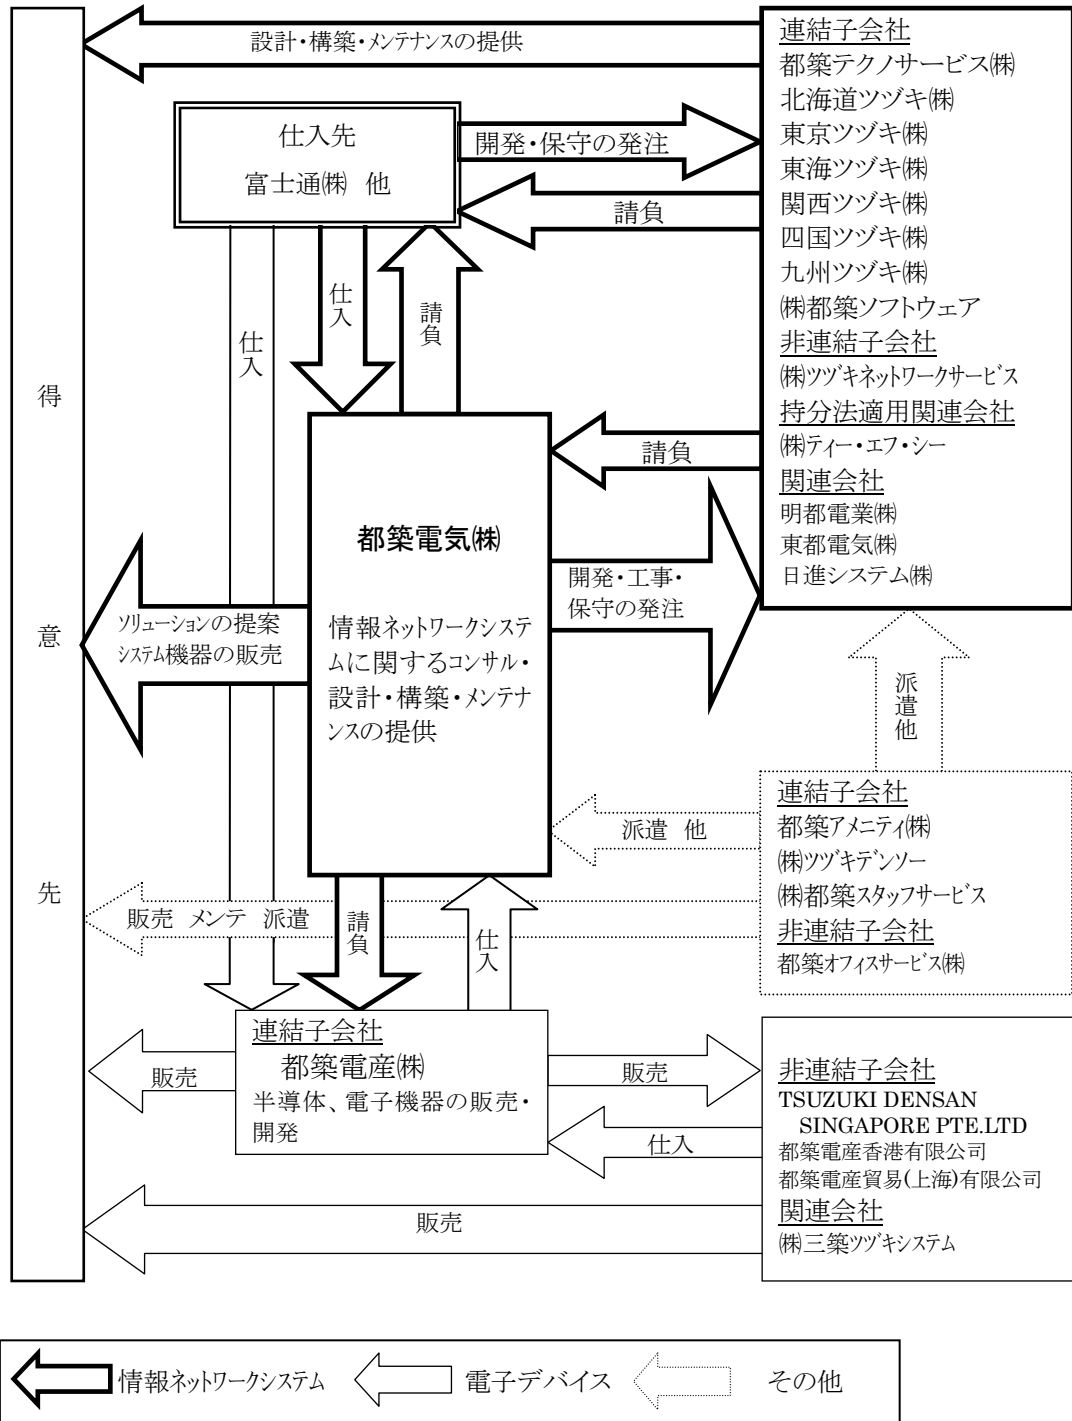 設計・構築・メンテナンスの提供
連結子会社
都築テクノサービス㈱
北海道ツヅキ㈱
東京ツヅキ㈱
東海ツヅキ㈱
関西ツヅキ㈱
四国ツヅキ㈱
九州ツヅキ㈱
㈱都築ソフトウェア
非連結子会社
㈱ツヅキネットワークサービス
持分法適用関連会社
㈱ティー・エフ・シー
関連会社
明都電業㈱
東都電気㈱
日進システム㈱
仕入先
富士通㈱ 他
開発・保守の発注
請負
仕入
仕入
請負
得意先
請負
都築電気㈱
情報ネットワークシステ
ムに関するコンサル・
設計・構築・メンテナ
ンスの提供
開発・工事・
保守の発注
ソリューションの提案
システム機器の販売
派遣他
連結子会社
都築アメニティ㈱
㈱ツヅキデンソー
㈱都築スタッフサービス
非連結子会社
都築オフィスサービス㈱
派遣 他
販売 メンテ 派遣
請負
仕入
連結子会社
都築電産㈱
半導体、電子機器の販売・
開発
販売
販売
仕入
非連結子会社
TSUZUKI DENSAN
SINGAPORE PTE.LTD
都築電産香港有限公司
都築電産貿易(上海)有限公司
関連会社
㈱三築ツヅキシステム
販売
情報ネットワークシステム
電子デバイス
その他